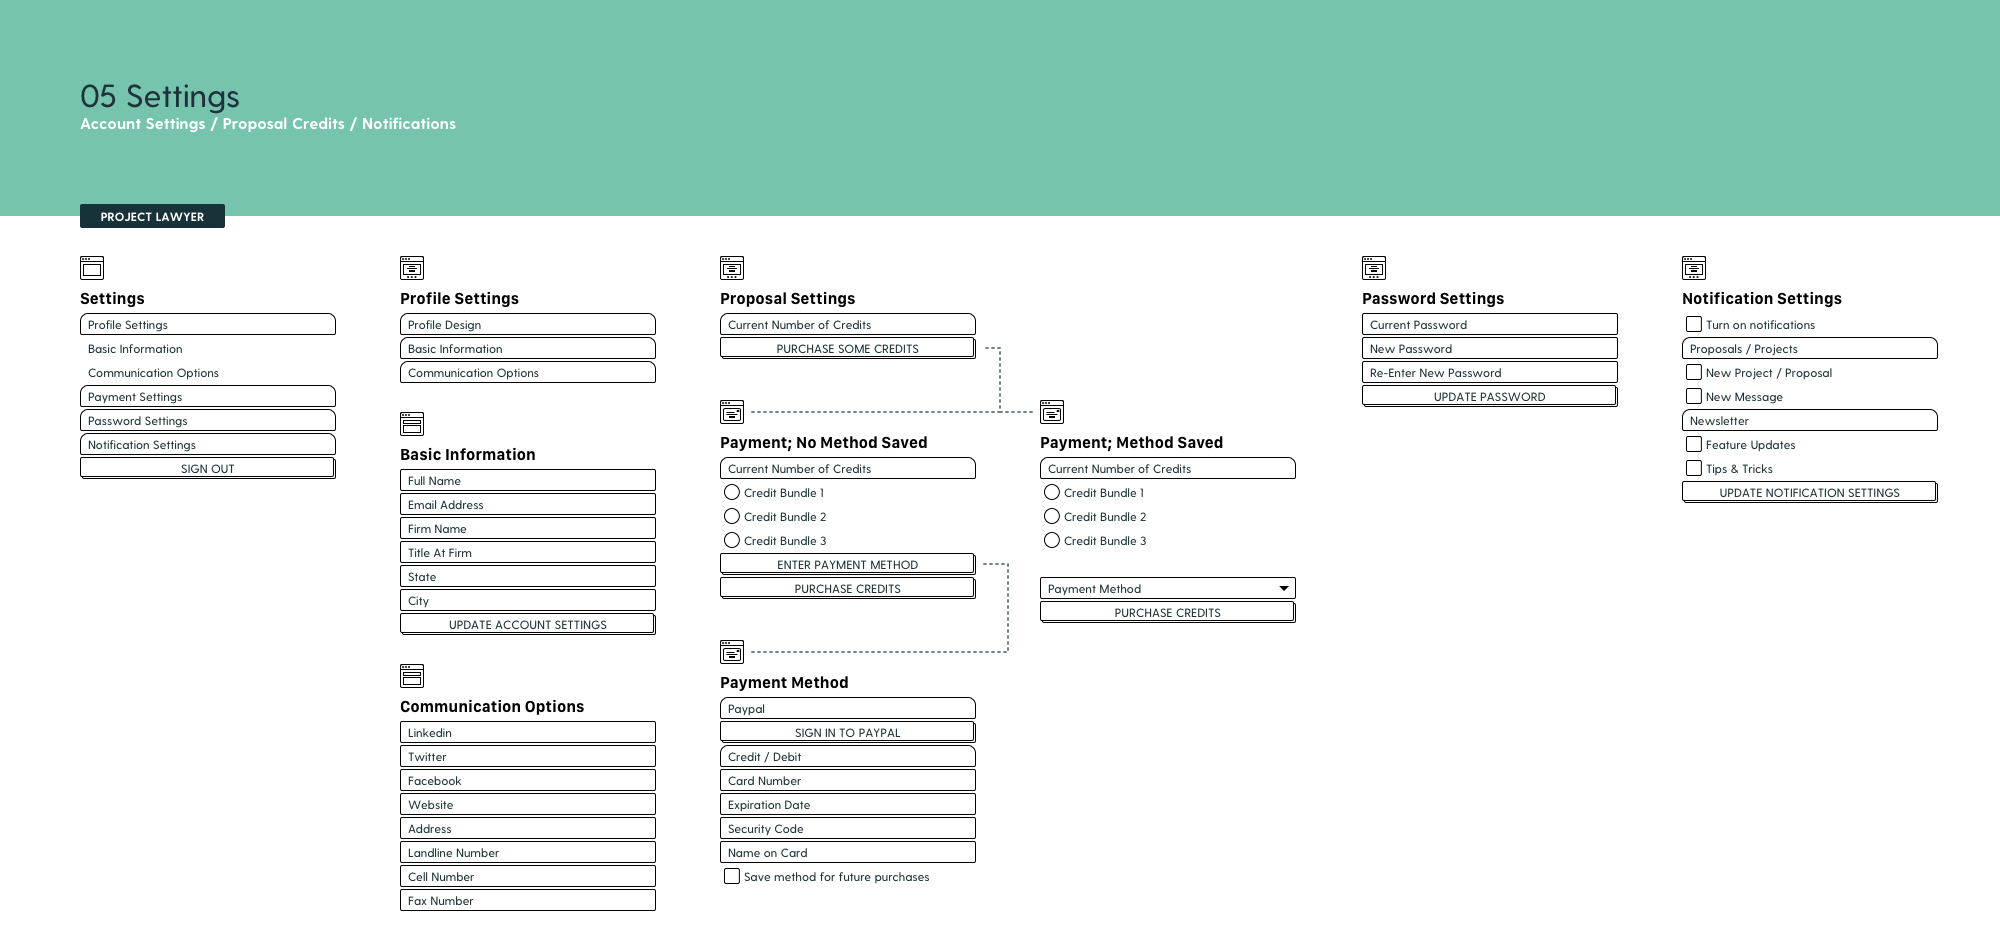 05 Settings
Account Settings / Proposal Credits / Notifications
PROJECT LAWYER
Settings
Profile Settings
Basic Information
Communication Options
Payment Settings
Password Settings
Notification Settings
SIGN OUT
Profile Settings
Profile Design
Basic Information
Communication Options
Basic Information
Full Name
Email Address
Firm Name
Title At Firm
State
City
UPDATE ACCOUNT SETTINGS
Communication Options
Linkedin
Twitter
Facebook
Website
Address
Landline Number
Cell Number
Fax Number
Proposal Settings
Current Number of Credits
PURCHASE SOME CREDITS
Payment; No Method Saved
Current Number of Credits
Credit Bundle 1
Credit Bundle 2
Credit Bundle 3
ENTER PAYMENT METHOD
PURCHASE CREDITS
Payment Method
Paypal
SIGN IN TO PAYPAL
Credit / Debit
Card Number
Expiration Date
Security Code
Name on Card
Save method for future purchases
Payment; Method Saved
Current Number of Credits
Credit Bundle 1
Credit Bundle 2
Credit Bundle 3
Payment Method
PURCHASE CREDITS
Password Settings
Current Password
New Password
Re-Enter New Password
UPDATE PASSWORD
Notification Settings
Turn on notifications
Proposals / Projects
New Project / Proposal
New Message
Newsletter
Feature Updates
Tips & Tricks
UPDATE NOTIFICATION SETTINGS